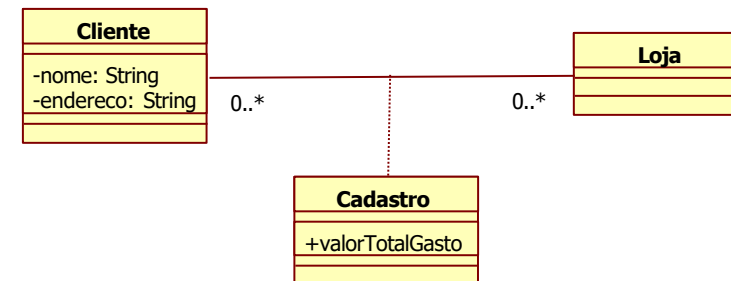 Cliente
-nome: String
-endereco: String
0..*
0..*
Loja
Cadastro
+valorTotalGasto